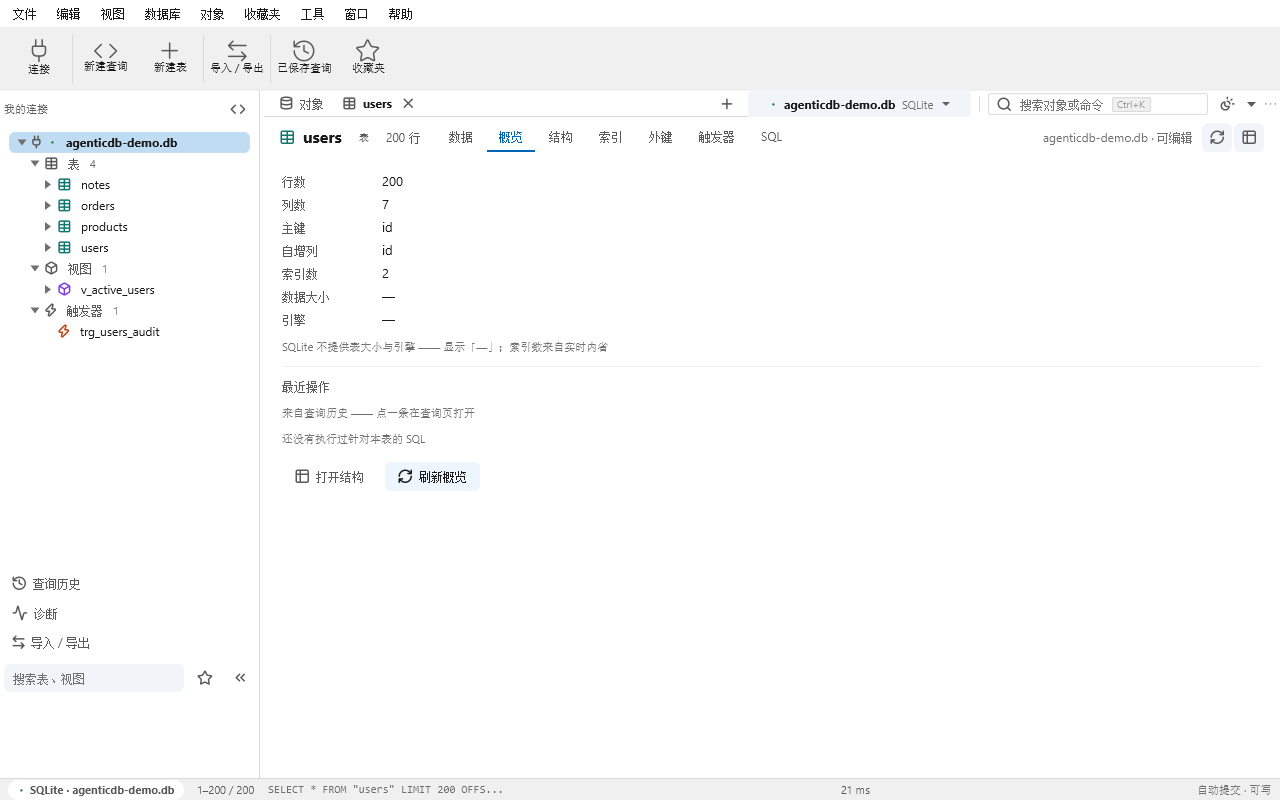 文件 编辑 视图 数据库 对象 收藏夹 工具 窗口 帮助
连接 新建查询 新建表 导入 / 导出 已保存查询 收藏夹
我的连接
agenticdb-demo.db
表 4
notes
orders
products
users
视图 1
v_active_users
触发器 1
trg_users_audit
查询历史
诊断
导入 / 导出
搜索表、视图
对象 users
agenticdb-demo.db SQLite
搜索对象或命令 Ctrl+K
users 表 200 行 数据 概览 结构 索引 外键 触发器 SQL
agenticdb-demo.db · 可编辑
行数 200
列数 7
主键 id
自增列 id
索引数 2
数据大小 —
引擎 —
SQLite 不提供表大小与引擎 —— 显示「—」；索引数来自实时内省
最近操作
来自查询历史 —— 点一条在查询页打开
还没有执行过针对本表的 SQL
打开结构 刷新概览
SQLite · agenticdb-demo.db 1–200 / 200 SELECT * FROM "users" LIMIT 200 OFFS... 21 ms 自动提交 · 可写